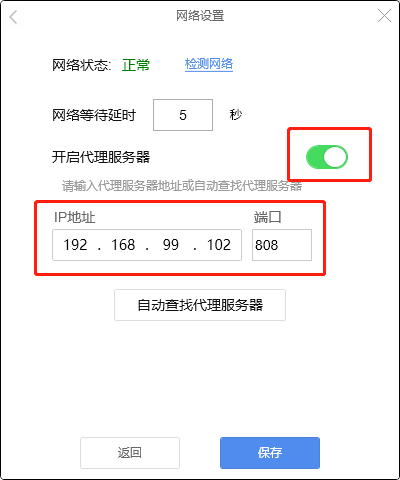 网络设置
网络状态: 正常 检测网络
网络等待延时 5 秒
开启代理服务器
请输入代理服务器地址或自动查找代理服务器
IP地址 端口
192 . 168 . 99 . 102 808
自动查找代理服务器
返回 保存